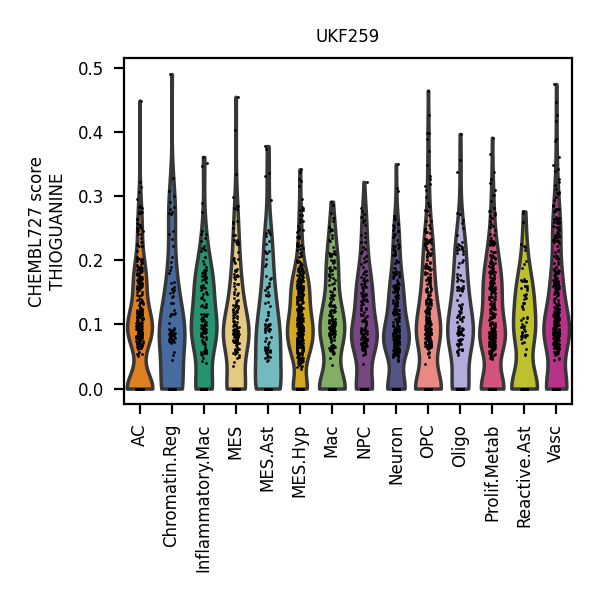 UKF259
CHEMBL727 score
THIOGUANINE
0.5
0.4
0.3
0.2
0.1
0.0
AC
Chromatin.Reg
Inflammatory.Mac
MES
MES.Ast
MES.Hyp
Mac
NPC
Neuron
OPC
Oligo
Prolif.Metab
Reactive.Ast
Vasc